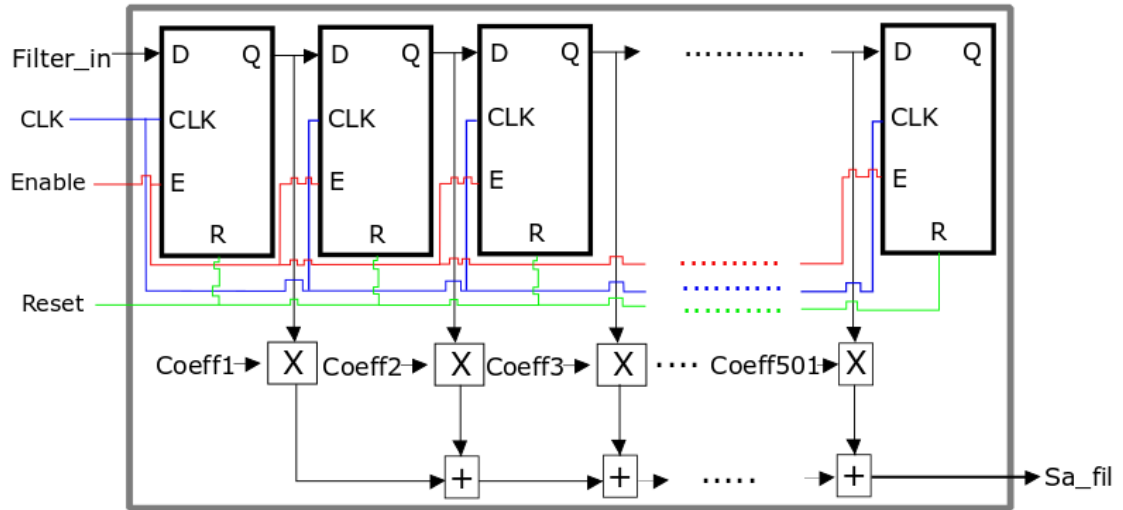 Filter_in D Q D Q D Q ............ D Q
CLK CLK CLK CLK CLK
Enable E E E E
R R R R
Reset
Coeff1 X Coeff2 X Coeff3 X .... Coeff501 X
+ + ..... + Sa_fil